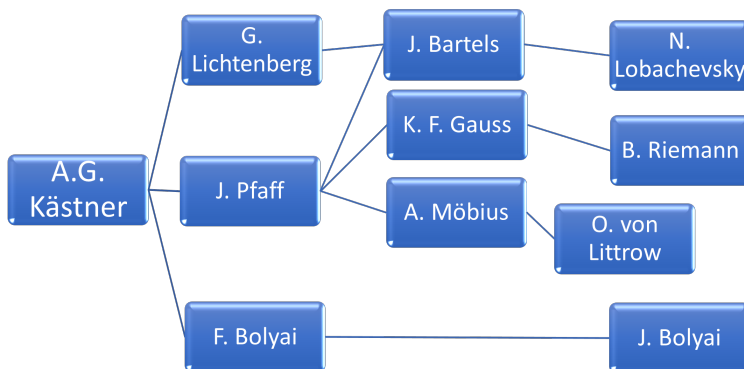 G.
Lichtenberg
J. Bartels
N.
Lobachevsky
K. F. Gauss
B. Riemann
A.G.
Kästner
J. Pfaff
A. Möbius
O. von
Littrow
F. Bolyai
J. Bolyai